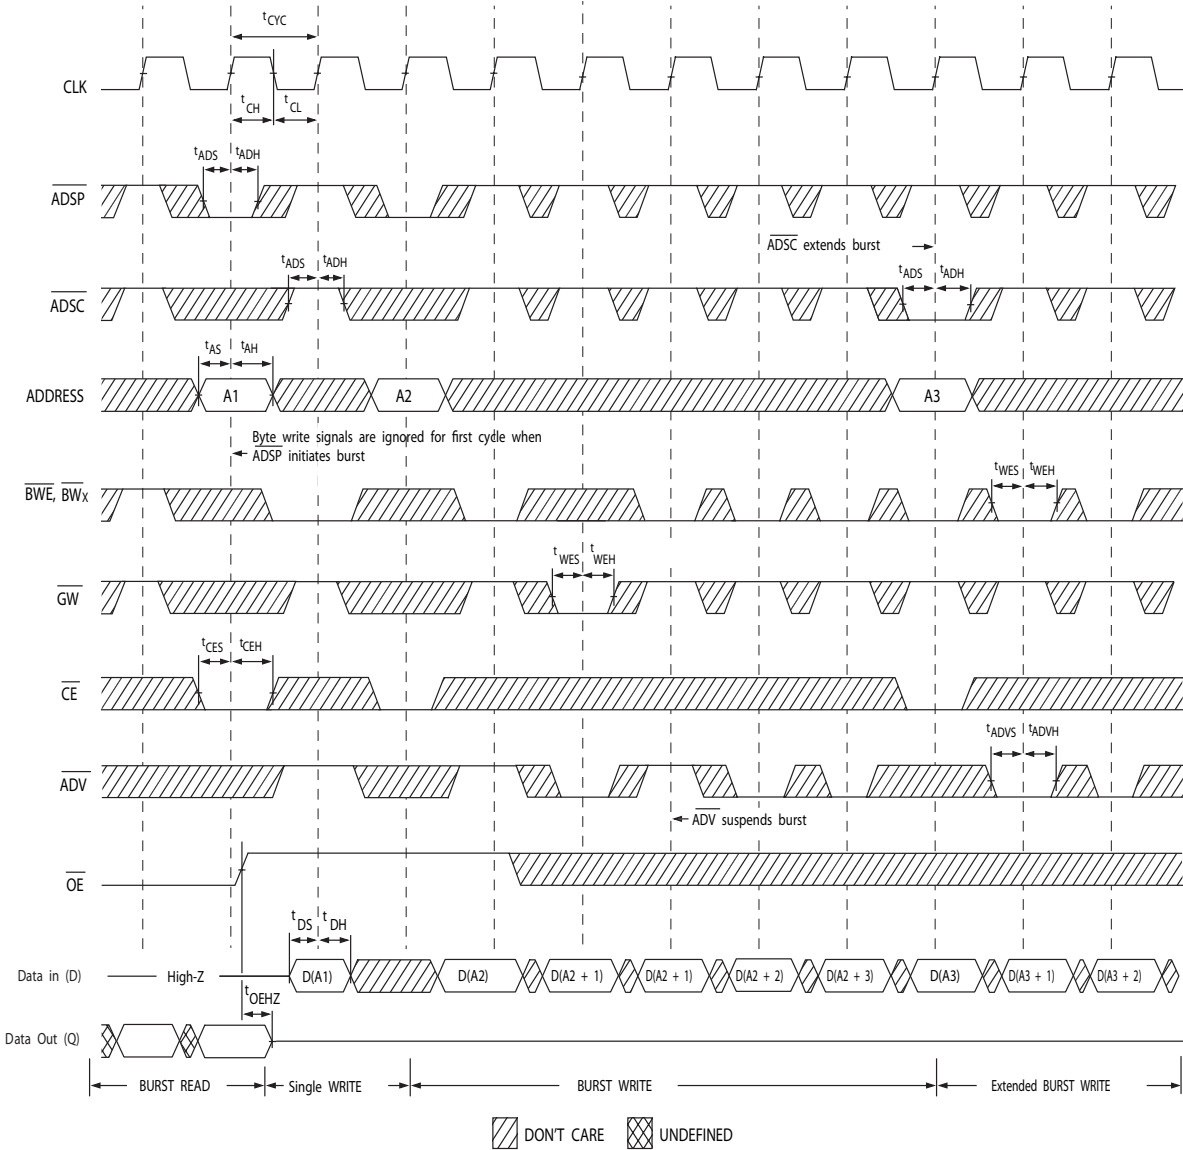 tCYC
CLK
tCH
tCL
tADS
tADH
ADSP
ADSC extends burst
tADS
tADH
tADS
tADH
ADSC
tAS
tAH
ADDRESS
A1
A2
A3
Byte write signals are ignored for first cycle when
ADSP initiates burst
tWES
tWEH
BWE, BWx
tWES
tWEH
GW
tCES
tCEH
CE
tADVS
tADVH
ADV
ADV suspends burst
OE
tDS
tDH
Data in (D)
High-Z
D(A1)
D(A2)
D(A2 + 1)
D(A2 + 1)
D(A2 + 2)
D(A2 + 3)
D(A3)
D(A3 + 1)
D(A3 + 2)
tOEHZ
Data Out (Q)
BURST READ
Single WRITE
BURST WRITE
Extended BURST WRITE
DON'T CARE
UNDEFINED